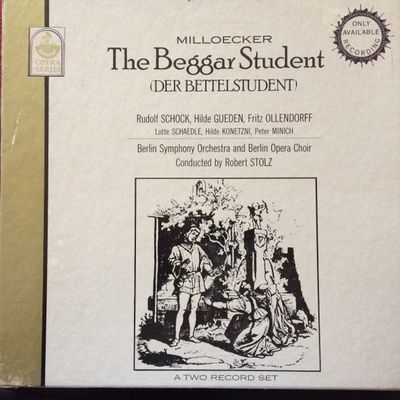 MILLOECKER
The Beggar Student
(DER BETTELSTUDENT)
ONLY
AVAILABLE
RECORDING
OPERA
SERIES
Rudolf SCHOCK, Hilde GUEDEN, Fritz OLLENDORFF
Lotte SCHAEDLE, Hilde KONETZNI, Peter MINICH
Berlin Symphony Orchestra and Berlin Opera Choir
Conducted by Robert STOLZ
A TWO RECORD SET